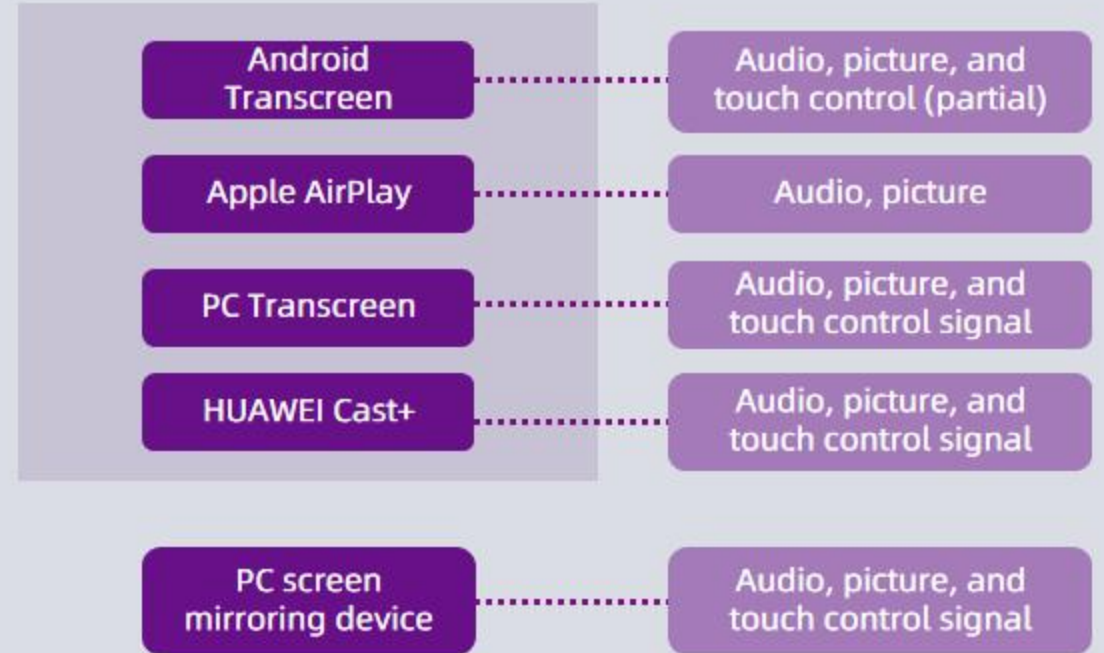 Android
Transcreen
Audio, picture, and
touch control (partial)
Apple AirPlay
Audio, picture
PC Transcreen
Audio, picture, and
touch control signal
HUAWEI Cast+
Audio, picture, and
touch control signal
PC screen
mirroring device
Audio, picture, and
touch control signal